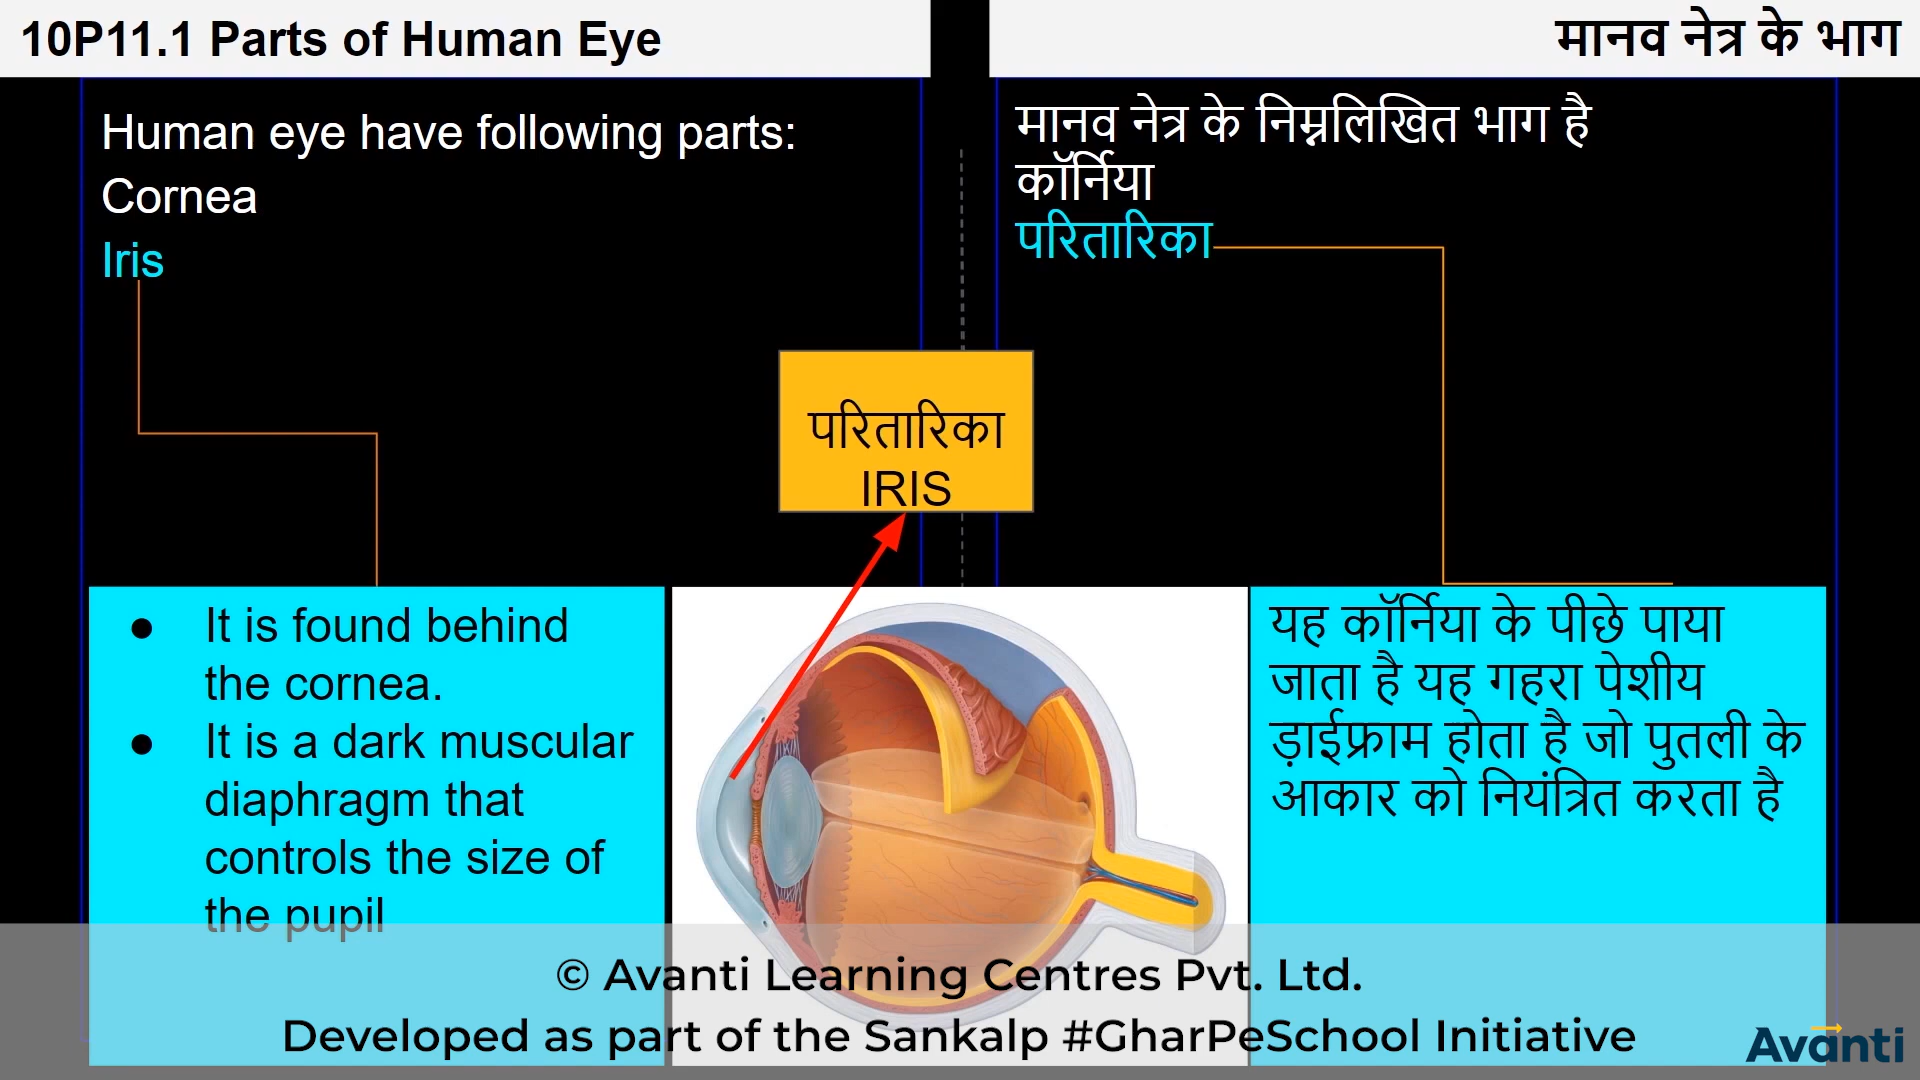 10P11.1 Parts of Human Eye
मानव नेत्र के भाग
Human eye have following parts:
Cornea
Iris
मानव नेत्र के निम्नलिखित भाग है
कॉर्निया
परितारिका
परितारिका
IRIS
● It is found behind
the cornea.
● It is a dark muscular
diaphragm that
controls the size of
the pupil
यह कॉर्निया के पीछे पाया
जाता है यह गहरा पेशीय
ड़ाईफ्राम होता है जो पुतली के
आकार को नियंत्रित करता है
© Avanti Learning Centres Pvt. Ltd.
Developed as part of the Sankalp #GharPeSchool Initiative
Avanti